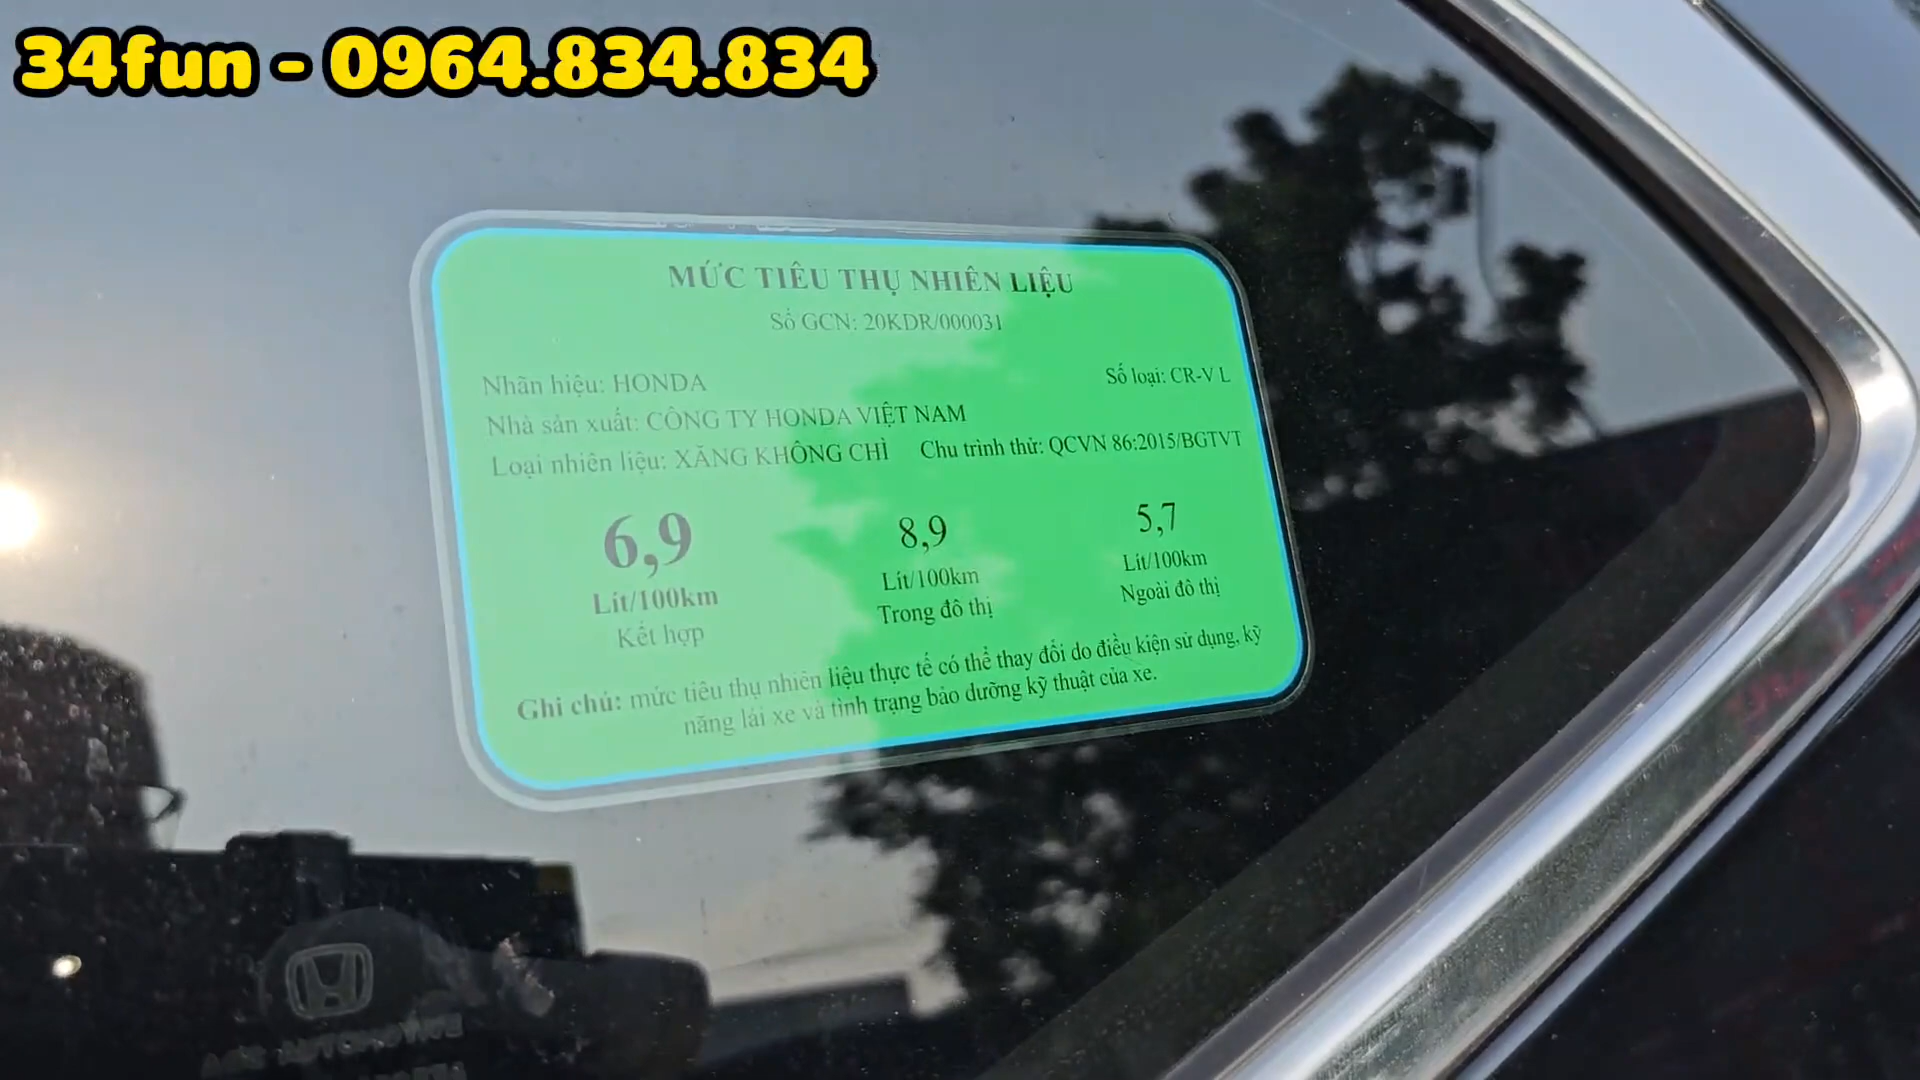 34fun - 0964.834.834
MỨC TIÊU THỤ NHIÊN LIỆU
Số GCN: 20KDR/000031
Nhãn hiệu: HONDA Số loại: CR-V L
Nhà sản xuất: CÔNG TY HONDA VIỆT NAM
Loại nhiên liệu: XĂNG KHÔNG CHÌ Chu trình thử: QCVN 86:2015/BGTVT
6,9 8,9 5,7
Lít/100km Lít/100km Lít/100km
Kết hợp Trong đô thị Ngoài đô thị
Ghi chú: mức tiêu thụ nhiên liệu thực tế có thể thay đổi do điều kiện sử dụng, kỹ
năng lái xe và tình trạng bảo dưỡng kỹ thuật của xe.